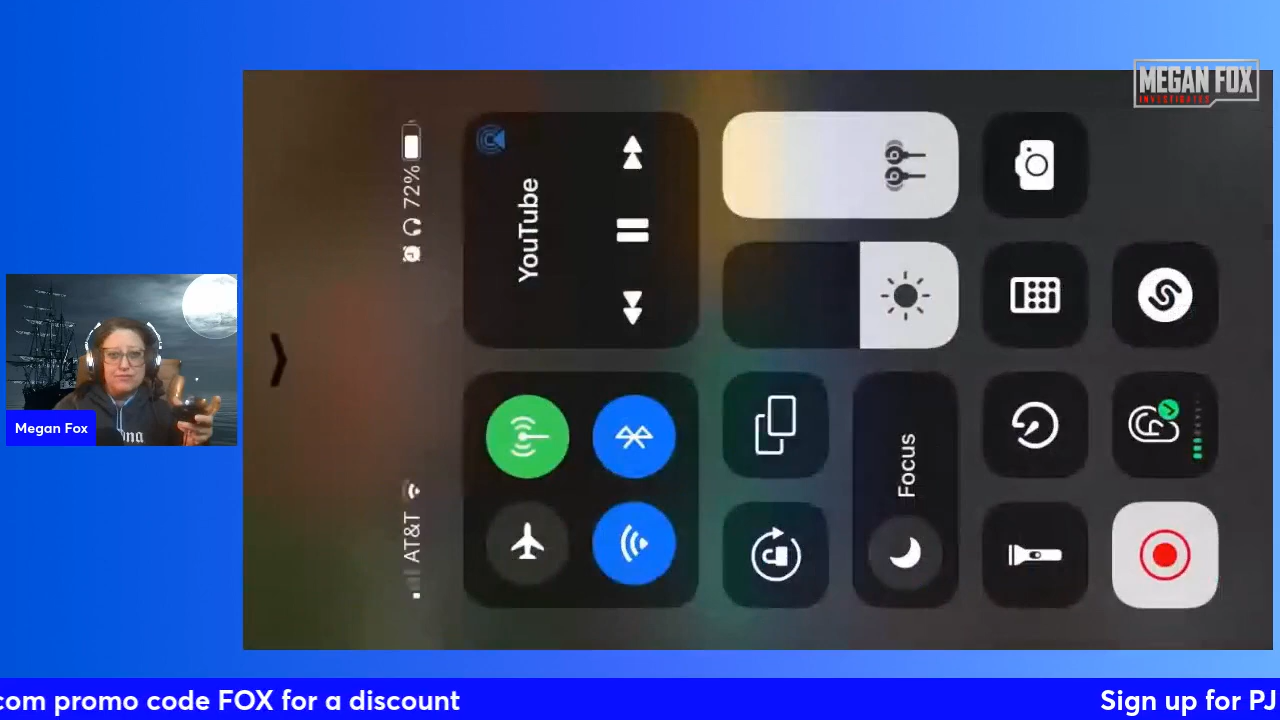 MEGAN FOX
INVESTIGATES
AT&T
72%
YouTube
Focus
Megan Fox
com promo code FOX for a discount
Sign up for PJ